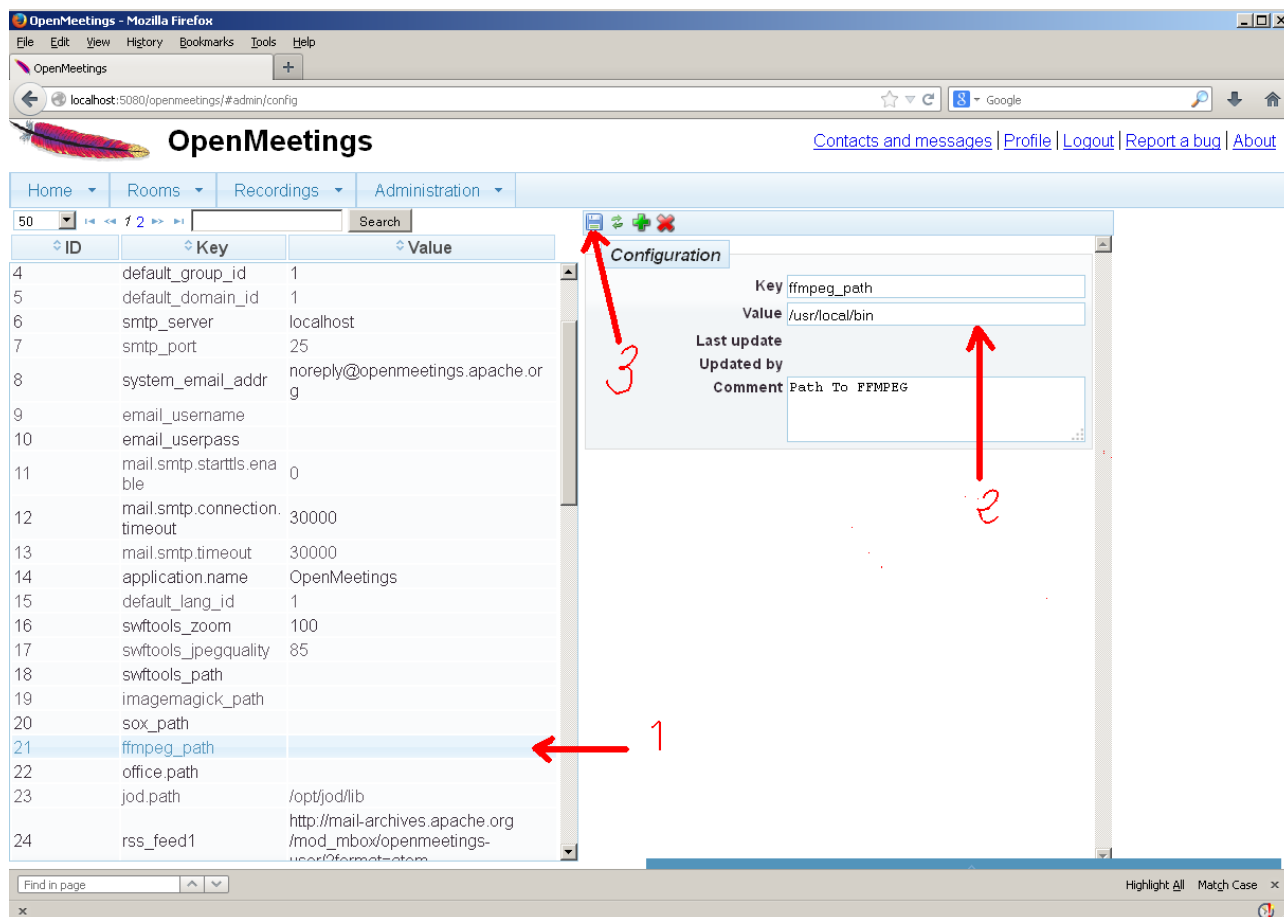 OpenMeetings - Mozilla Firefox
File Edit View History Bookmarks Tools Help
OpenMeetings
localhost:5080/openmeetings/#admin/config
Google
OpenMeetings
Contacts and messages | Profile | Logout | Report a bug | About
Home Rooms Recordings Administration
50 1 2 Search
ID Key Value
4 default_group_id 1
5 default_domain_id 1
6 smtp_server localhost
7 smtp_port 25
8 system_email_addr noreply@openmeetings.apache.or
g
9 email_username
10 email_userpass
11 mail.smtp.starttls.ena 0
ble
12 mail.smtp.connection. 30000
timeout
13 mail.smtp.timeout 30000
14 application.name OpenMeetings
15 default_lang_id 1
16 swftools_zoom 100
17 swftools_jpegquality 85
18 swftools_path
19 imagemagick_path
20 sox_path
21 ffmpeg_path
22 office.path
23 jod.path /opt/jod/lib
24 rss_feed1 http://mail-archives.apache.org
/mod_mbox/openmeetings-
user/?format=atom
Configuration
Key ffmpeg_path
Value /usr/local/bin
Last update
Updated by
Comment Path To FFMPEG
3
2
1
Find in page
Highlight All Match Case